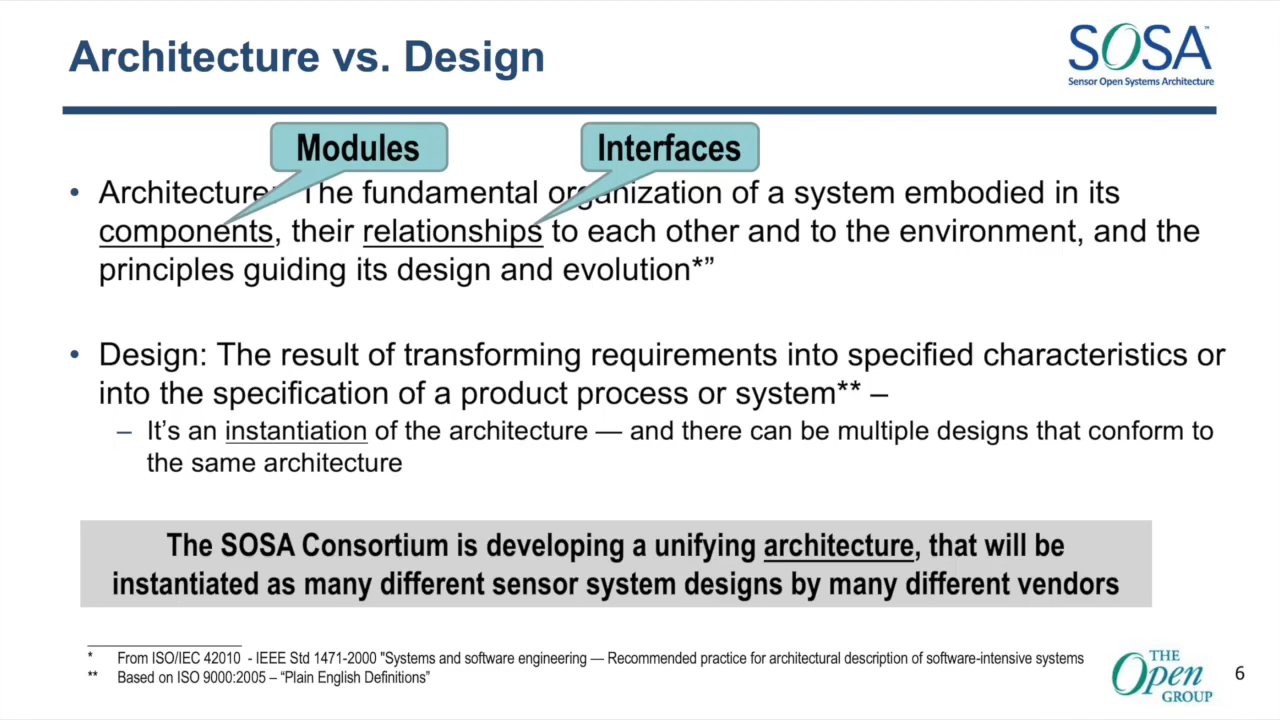 Architecture vs. Design
SOSA™
Sensor Open Systems Architecture
Modules
Interfaces
• Architecture: The fundamental organization of a system embodied in its
components, their relationships to each other and to the environment, and the
principles guiding its design and evolution*”
• Design: The result of transforming requirements into specified characteristics or
into the specification of a product process or system** –
– It’s an instantiation of the architecture — and there can be multiple designs that conform to
the same architecture
The SOSA Consortium is developing a unifying architecture, that will be
instantiated as many different sensor system designs by many different vendors
* From ISO/IEC 42010 - IEEE Std 1471-2000 "Systems and software engineering — Recommended practice for architectural description of software-intensive systems
** Based on ISO 9000:2005 – “Plain English Definitions”
THE
Open
GROUP
6